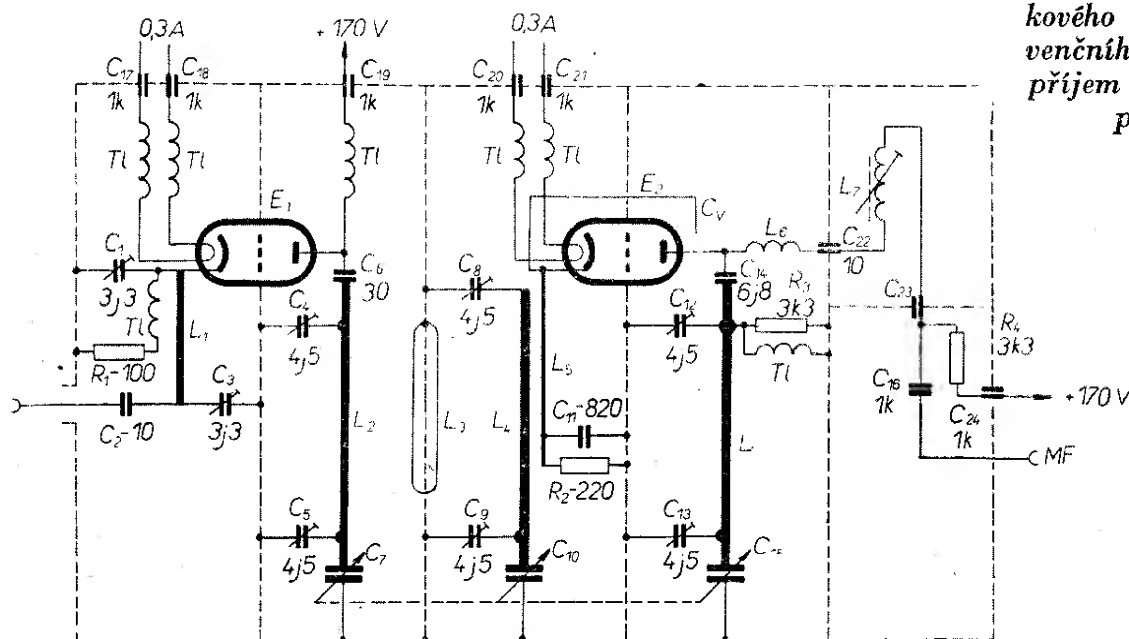 kového
venčníh
příjem
p
0,3A
+170 V
0,3A
C17
1k
C18
1k
C19
1k
C20
1k
C21
1k
Tl
Tl
Tl
Tl
Tl
E1
E2
CV
L7
L6
C22
10
C1
3j3
C6
30
C8
4j5
C14
6j8
R3
3k3
C23
R4
3k3
Tl
L1
4j5
4j5
Tl
R1-100
C3
3j3
C2-10
L2
L3
L4
L5
C11-820
R2-220
L
C16
1k
C24
1k
+170 V
MF
C5
4j5
C7
C9
4j5
C10
C13
4j5